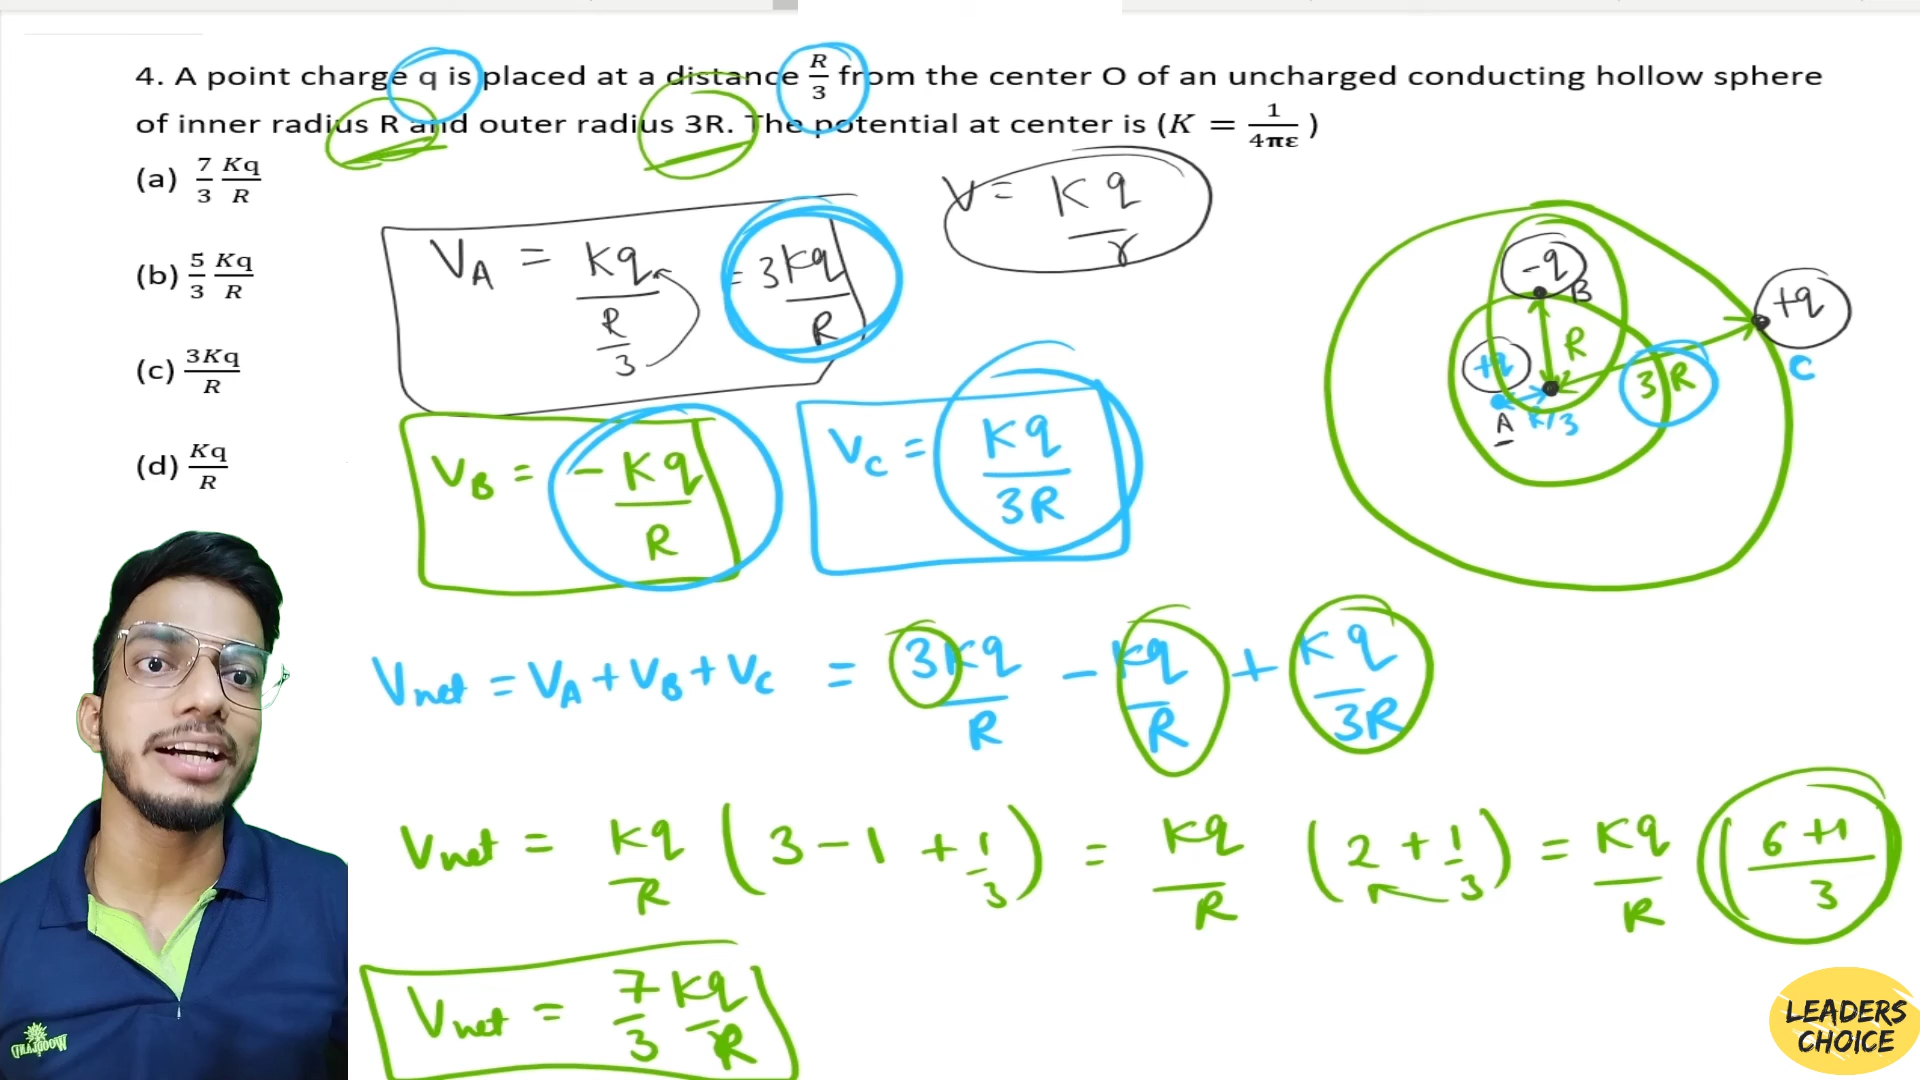 4. A point charge q is placed at a distance R/3 from the center O of an uncharged conducting hollow sphere
of inner radius R and outer radius 3R. The potential at center is (K = 1/4πε )
(a) 7/3 Kq/R
(b) 5/3 Kq/R
(c) 3Kq/R
(d) Kq/R
V = Kq/r
V_A = Kq/(R/3) = 3Kq/R
V_B = - Kq/R
V_C = Kq/3R
-q
B
+q
C
+q
A
R
R/3
3R
V_net = V_A + V_B + V_C = 3Kq/R - Kq/R + Kq/3R
V_net = Kq/R (3 - 1 + 1/3) = Kq/R (2 + 1/3) = Kq/R (6+1/3)
V_net = 7/3 Kq/R
WOODLAND
LEADERS
CHOICE